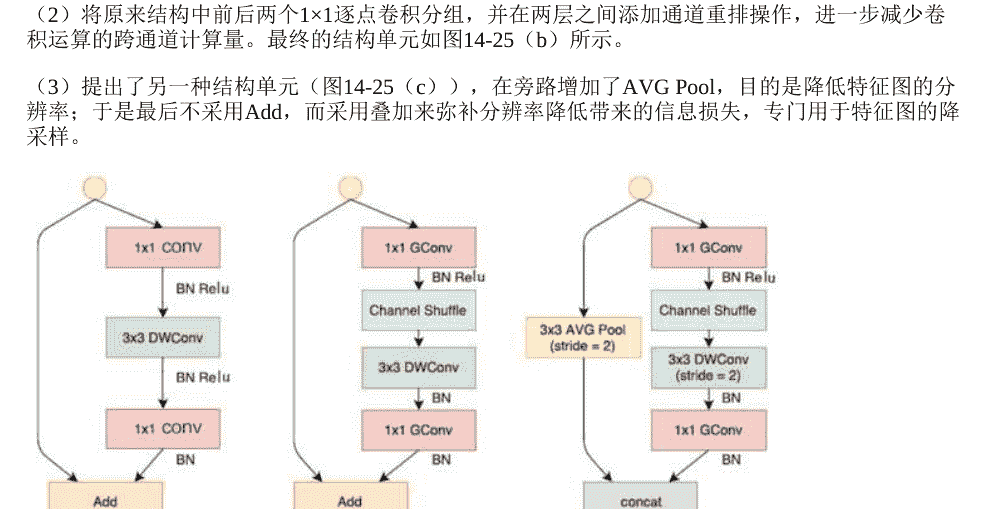 （2）将原来结构中前后两个1×1逐点卷积分组，并在两层之间添加通道重排操作，进一步减少卷
积运算的跨通道计算量。最终的结构单元如图14-25（b）所示。
（3）提出了另一种结构单元（图14-25（c）），在旁路增加了AVG Pool，目的是降低特征图的分
辨率；于是最后不采用Add，而采用叠加来弥补分辨率降低带来的信息损失，专门用于特征图的降
采样。
1x1 CONV
BN Relu
3x3 DWConv
BN Relu
1x1 CONV
BN
Add
1x1 GConv
BN Relu
Channel Shuffle
3x3 DWConv
BN
1x1 GConv
BN
Add
1x1 GConv
BN Relu
Channel Shuffle
3x3 AVG Pool
(stride = 2)
3x3 DWConv
(stride = 2)
BN
1x1 GConv
BN
concat